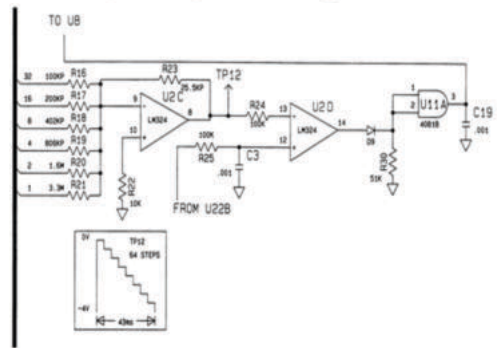 TO U8
R23
25.5KP
TP12
32 100KP R16
16 200KP R17
8 402KP R18
4 806KP R19
2 1.6M R20
1 3.3M R21
9
10
U2C
LM324
8
R22
10K
R24
100K
13
12
U2D
LM324
14
100K
R25
C3
.001
FROM U22B
D9
R30
51K
1
2
U11A
3
4081B
C19
.001
0V
TP12
64 STEPS
-4V
43ms